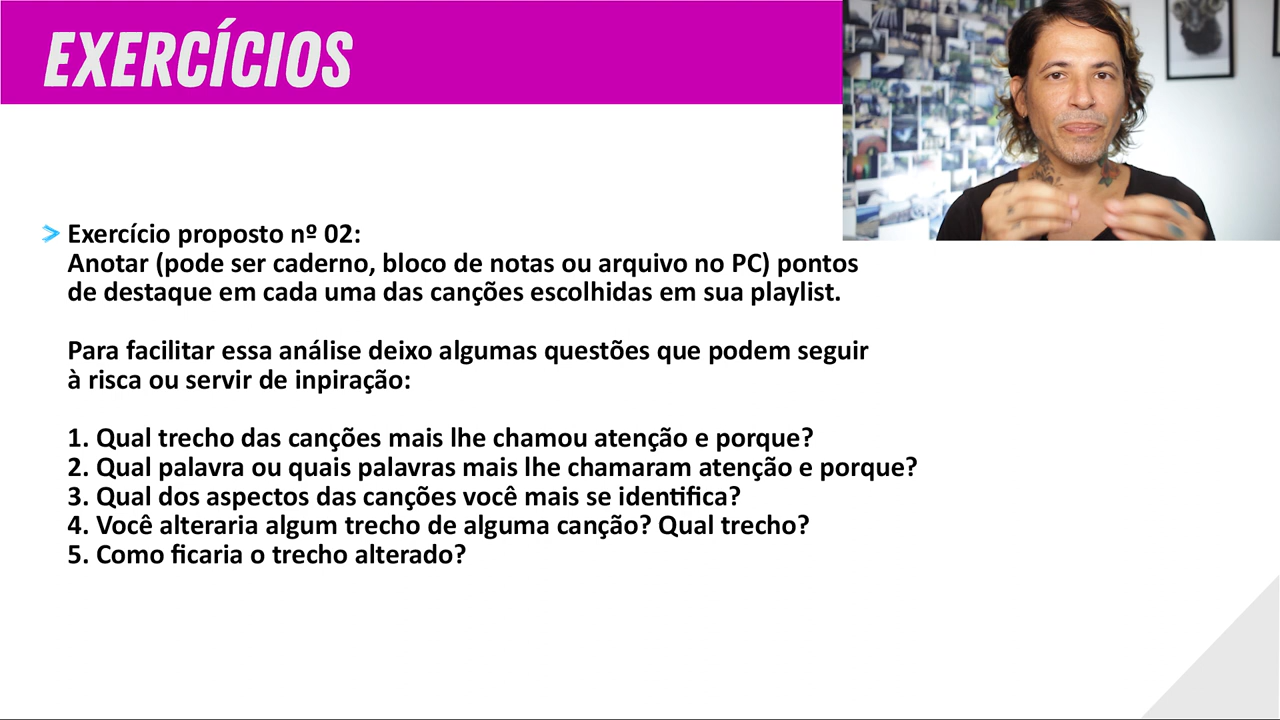 EXERCÍCIOS
> Exercício proposto nº 02:
Anotar (pode ser caderno, bloco de notas ou arquivo no PC) pontos
de destaque em cada uma das canções escolhidas em sua playlist.
Para facilitar essa análise deixo algumas questões que podem seguir
à risca ou servir de inpiração:
1. Qual trecho das canções mais lhe chamou atenção e porque?
2. Qual palavra ou quais palavras mais lhe chamaram atenção e porque?
3. Qual dos aspectos das canções você mais se identifica?
4. Você alteraria algum trecho de alguma canção? Qual trecho?
5. Como ficaria o trecho alterado?